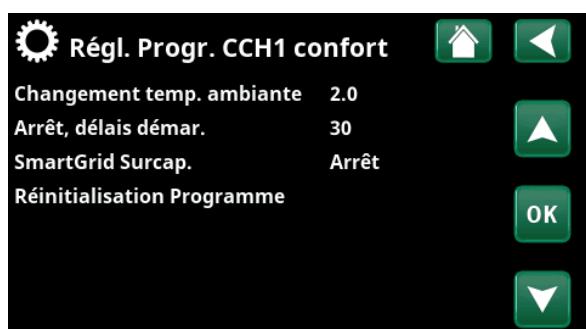 Régl. Progr. CCH1 confort
Changement temp. ambiante 2.0
Arrêt, délais démar. 30
SmartGrid Surcap. Arrêt
Réinitialisation Programme
OK